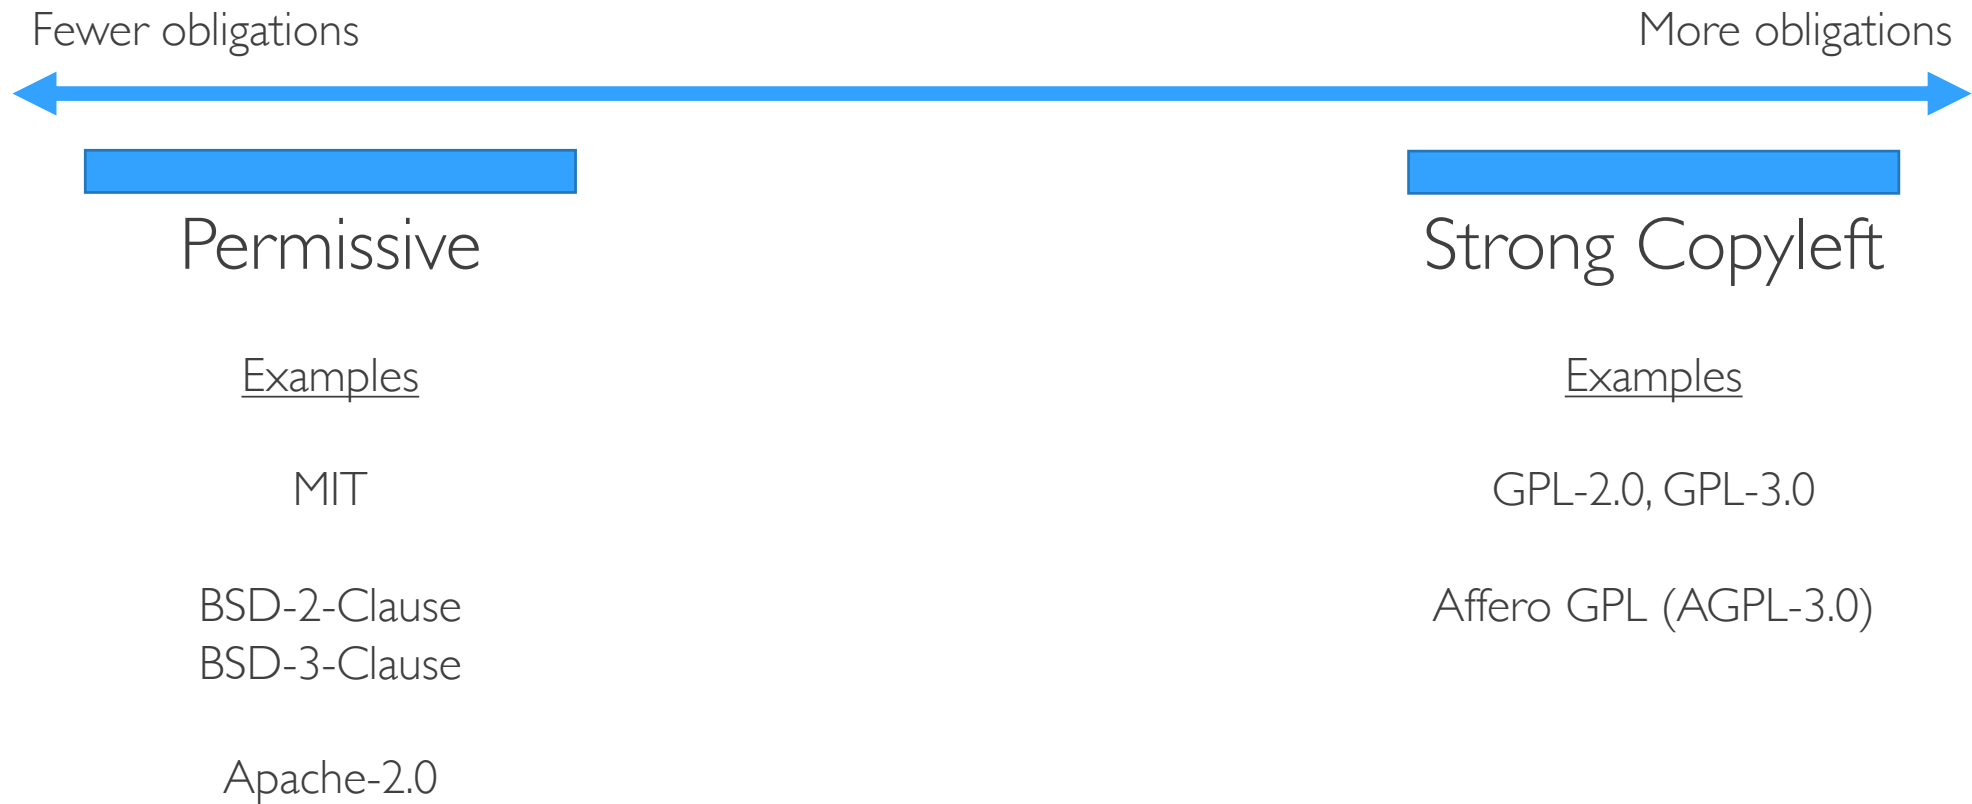 Fewer obligations
More obligations
Permissive
Strong Copyleft
Examples
Examples
MIT
GPL-2.0, GPL-3.0
BSD-2-Clause
Affero GPL (AGPL-3.0)
BSD-3-Clause
Apache-2.0